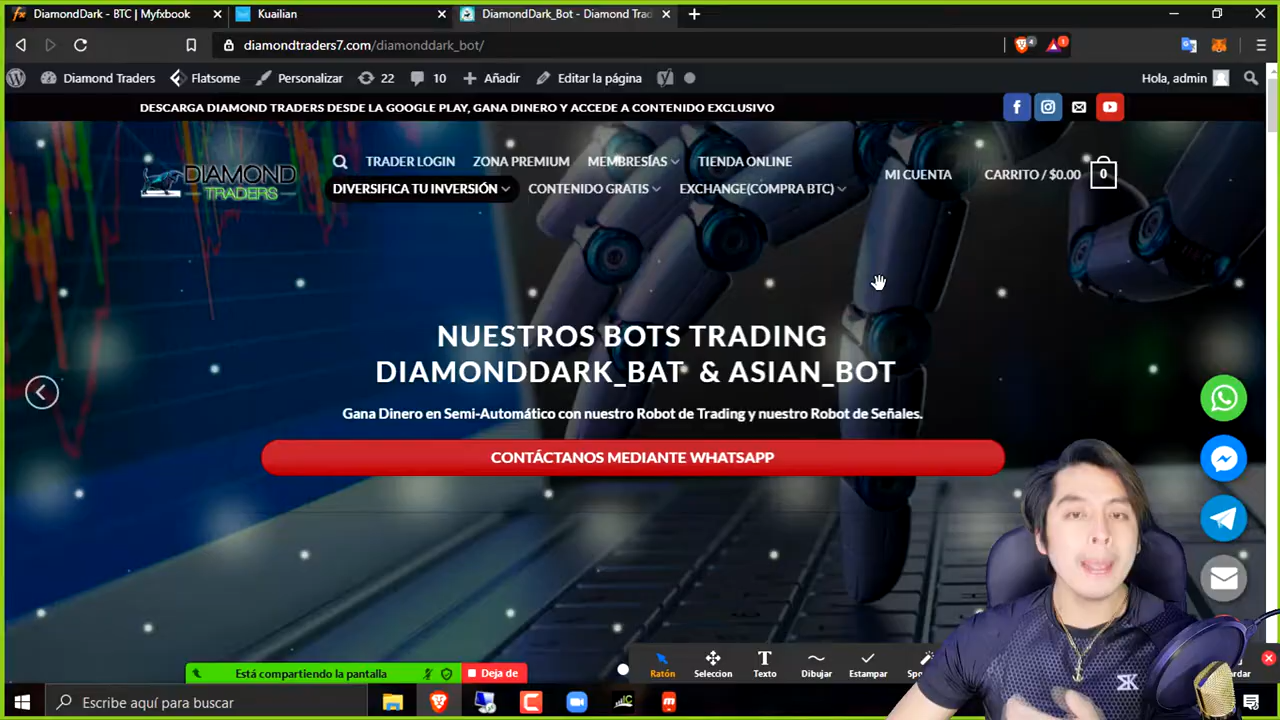 DiamondDark - BTC | Myfxbook
Kuailian
DiamondDark_Bot - Diamond Trad
diamondtraders7.com/diamonddark_bot/
4
1
Diamond Traders
Flatsome
Personalizar
22
10
Añadir
Editar la página
Hola, admin
DESCARGA DIAMOND TRADERS DESDE LA GOOGLE PLAY, GANA DINERO Y ACCEDE A CONTENIDO EXCLUSIVO
DIAMOND
TRADERS
TRADER LOGIN
ZONA PREMIUM
MEMBRESÍAS
TIENDA ONLINE
DIVERSIFICA TU INVERSIÓN
CONTENIDO GRATIS
EXCHANGE(COMPRA BTC)
MI CUENTA
CARRITO / $0.00
0
NUESTROS BOTS TRADING
DIAMONDDARK_BAT & ASIAN_BOT
Gana Dinero en Semi-Automático con nuestro Robot de Trading y nuestro Robot de Señales.
CONTÁCTANOS MEDIANTE WHATSAPP
Está compartiendo la pantalla
Deja de
Ratón
Seleccion
Texto
Dibujar
Estampar
Spo
dar
Escribe aquí para buscar